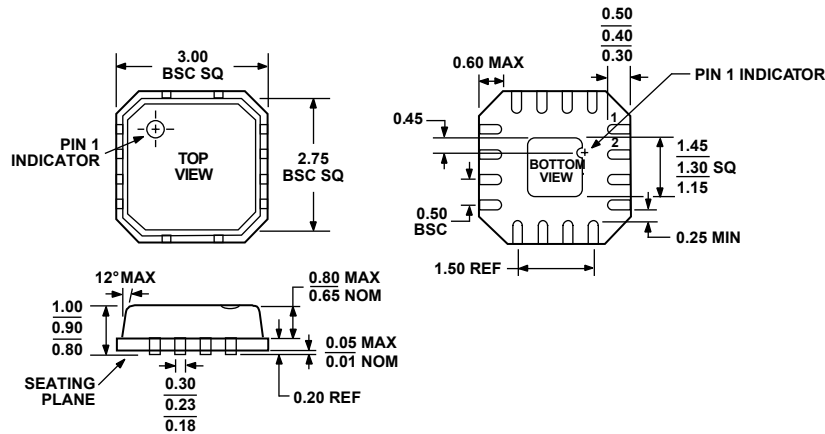 3.00
BSC SQ
PIN 1
INDICATOR
TOP
VIEW
2.75
BSC SQ
0.60 MAX
0.50
0.40
0.30
PIN 1 INDICATOR
0.45
1
2
BOTTOM
VIEW
1.45
1.30 SQ
1.15
0.50
BSC
0.25 MIN
1.50 REF
12°MAX
0.80 MAX
0.65 NOM
1.00
0.90
0.80
0.05 MAX
0.01 NOM
SEATING
PLANE
0.30
0.23
0.18
0.20 REF